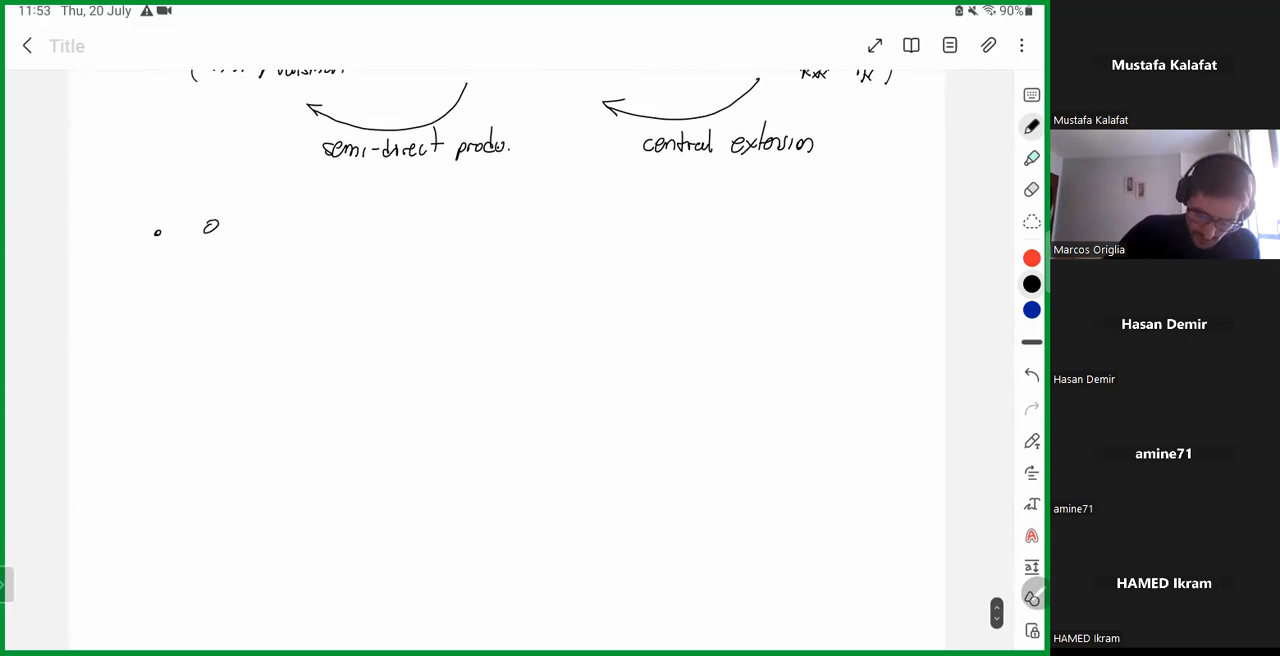 11:53 Thu, 20 July
90%
Title
semi-direct produ.
central extension
Mustafa Kalafat
Mustafa Kalafat
Marcos Origlia
Hasan Demir
Hasan Demir
amine71
amine71
HAMED Ikram
HAMED Ikram